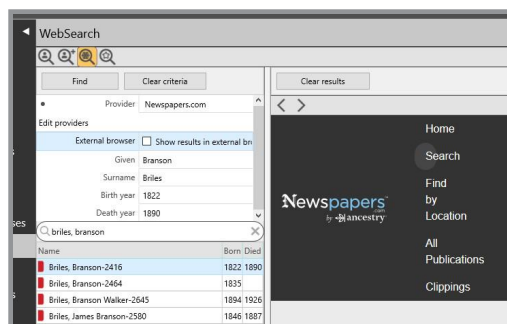 WebSearch
Find Clear criteria
Provider Newspapers.com
Edit providers
External browser Show results in external bro
Given Branson
Surname Briles
Birth year 1822
Death year 1890
briles, branson
Name Born Died
Briles, Branson-2416 1822 1890
Briles, Branson-2464 1835
Briles, Branson Walker-2645 1894 1926
Briles, James Branson-2580 1846 1887
Clear results
Newspapers
.com
by ancestry
Home
Search
Find
by
Location
All
Publications
Clippings